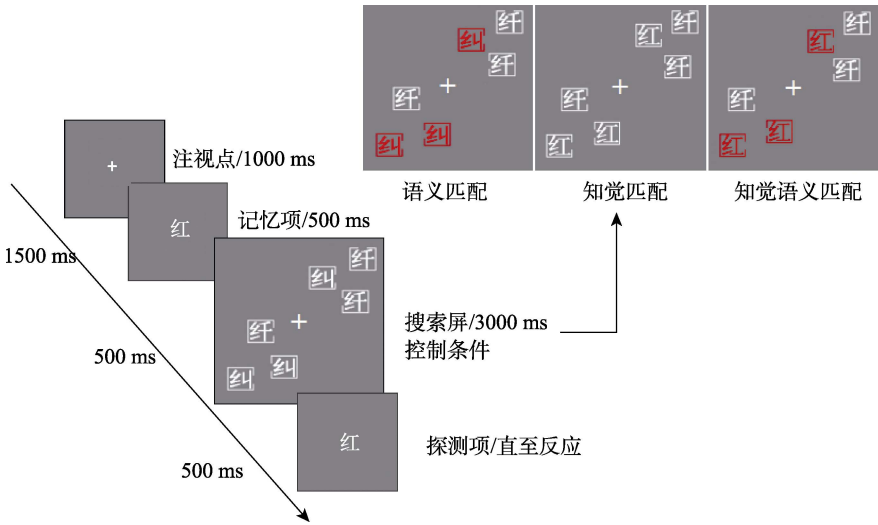 纠 纤
纤
纤
纠 纠
语义匹配
红 纤
纤
纤
红 红
知觉匹配
红 纤
纤
纤
红 红
知觉语义匹配
注视点/1000 ms
红
记忆项/500 ms
1500 ms
纤
纠
纤
纤
纠 纠
搜索屏/3000 ms
控制条件
500 ms
红
探测项/直至反应
500 ms